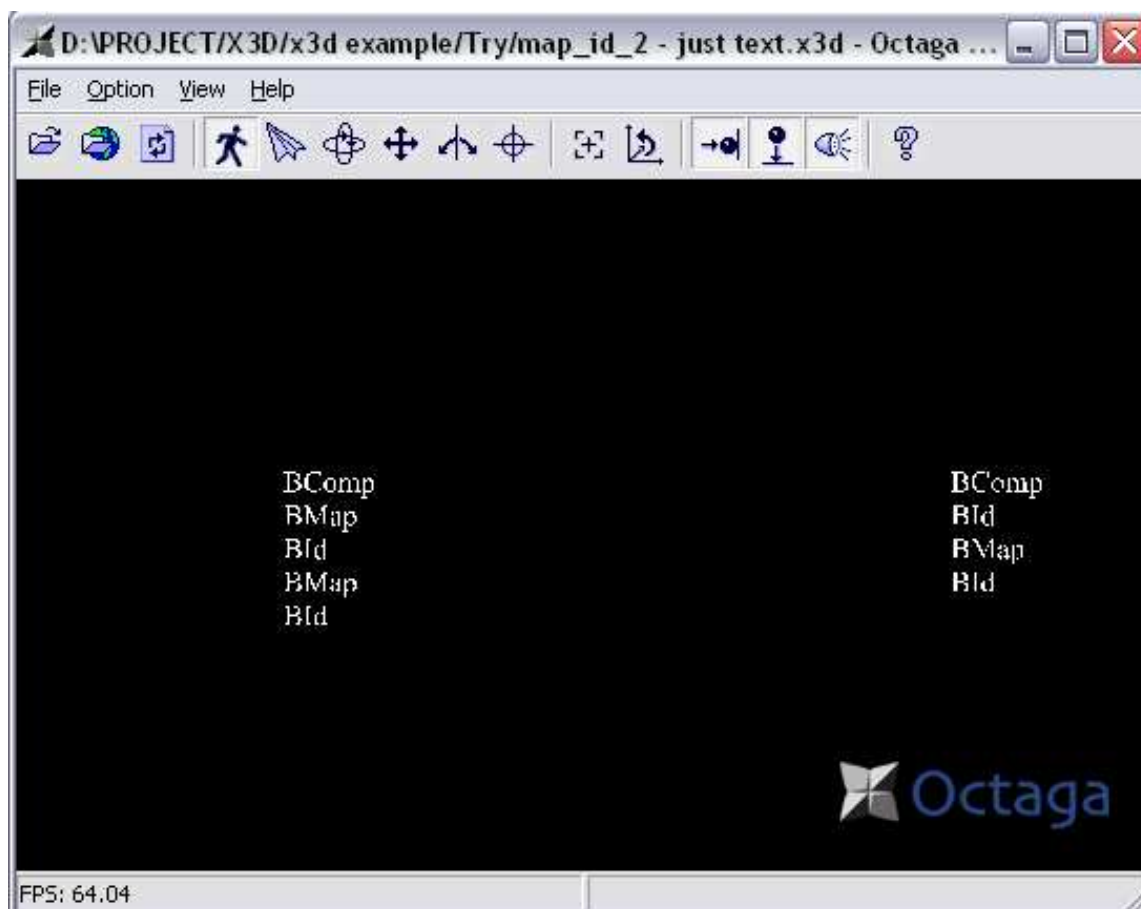 D:\PROJECT/X3D/x3d example/Try/map_id_2 - just text.x3d - Octaga ...
File Option View Help
BComp
BMap
BId
BMap
BId
BComp
BId
BMap
BId
Octaga
FPS: 64.04